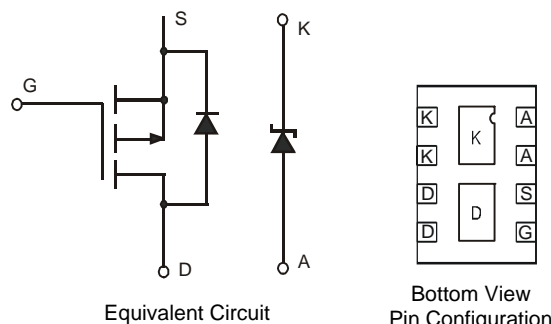 S
K
G
D
A
Equivalent Circuit
K A
K
K A
D S
D
D G
Bottom View
Pin Configuration